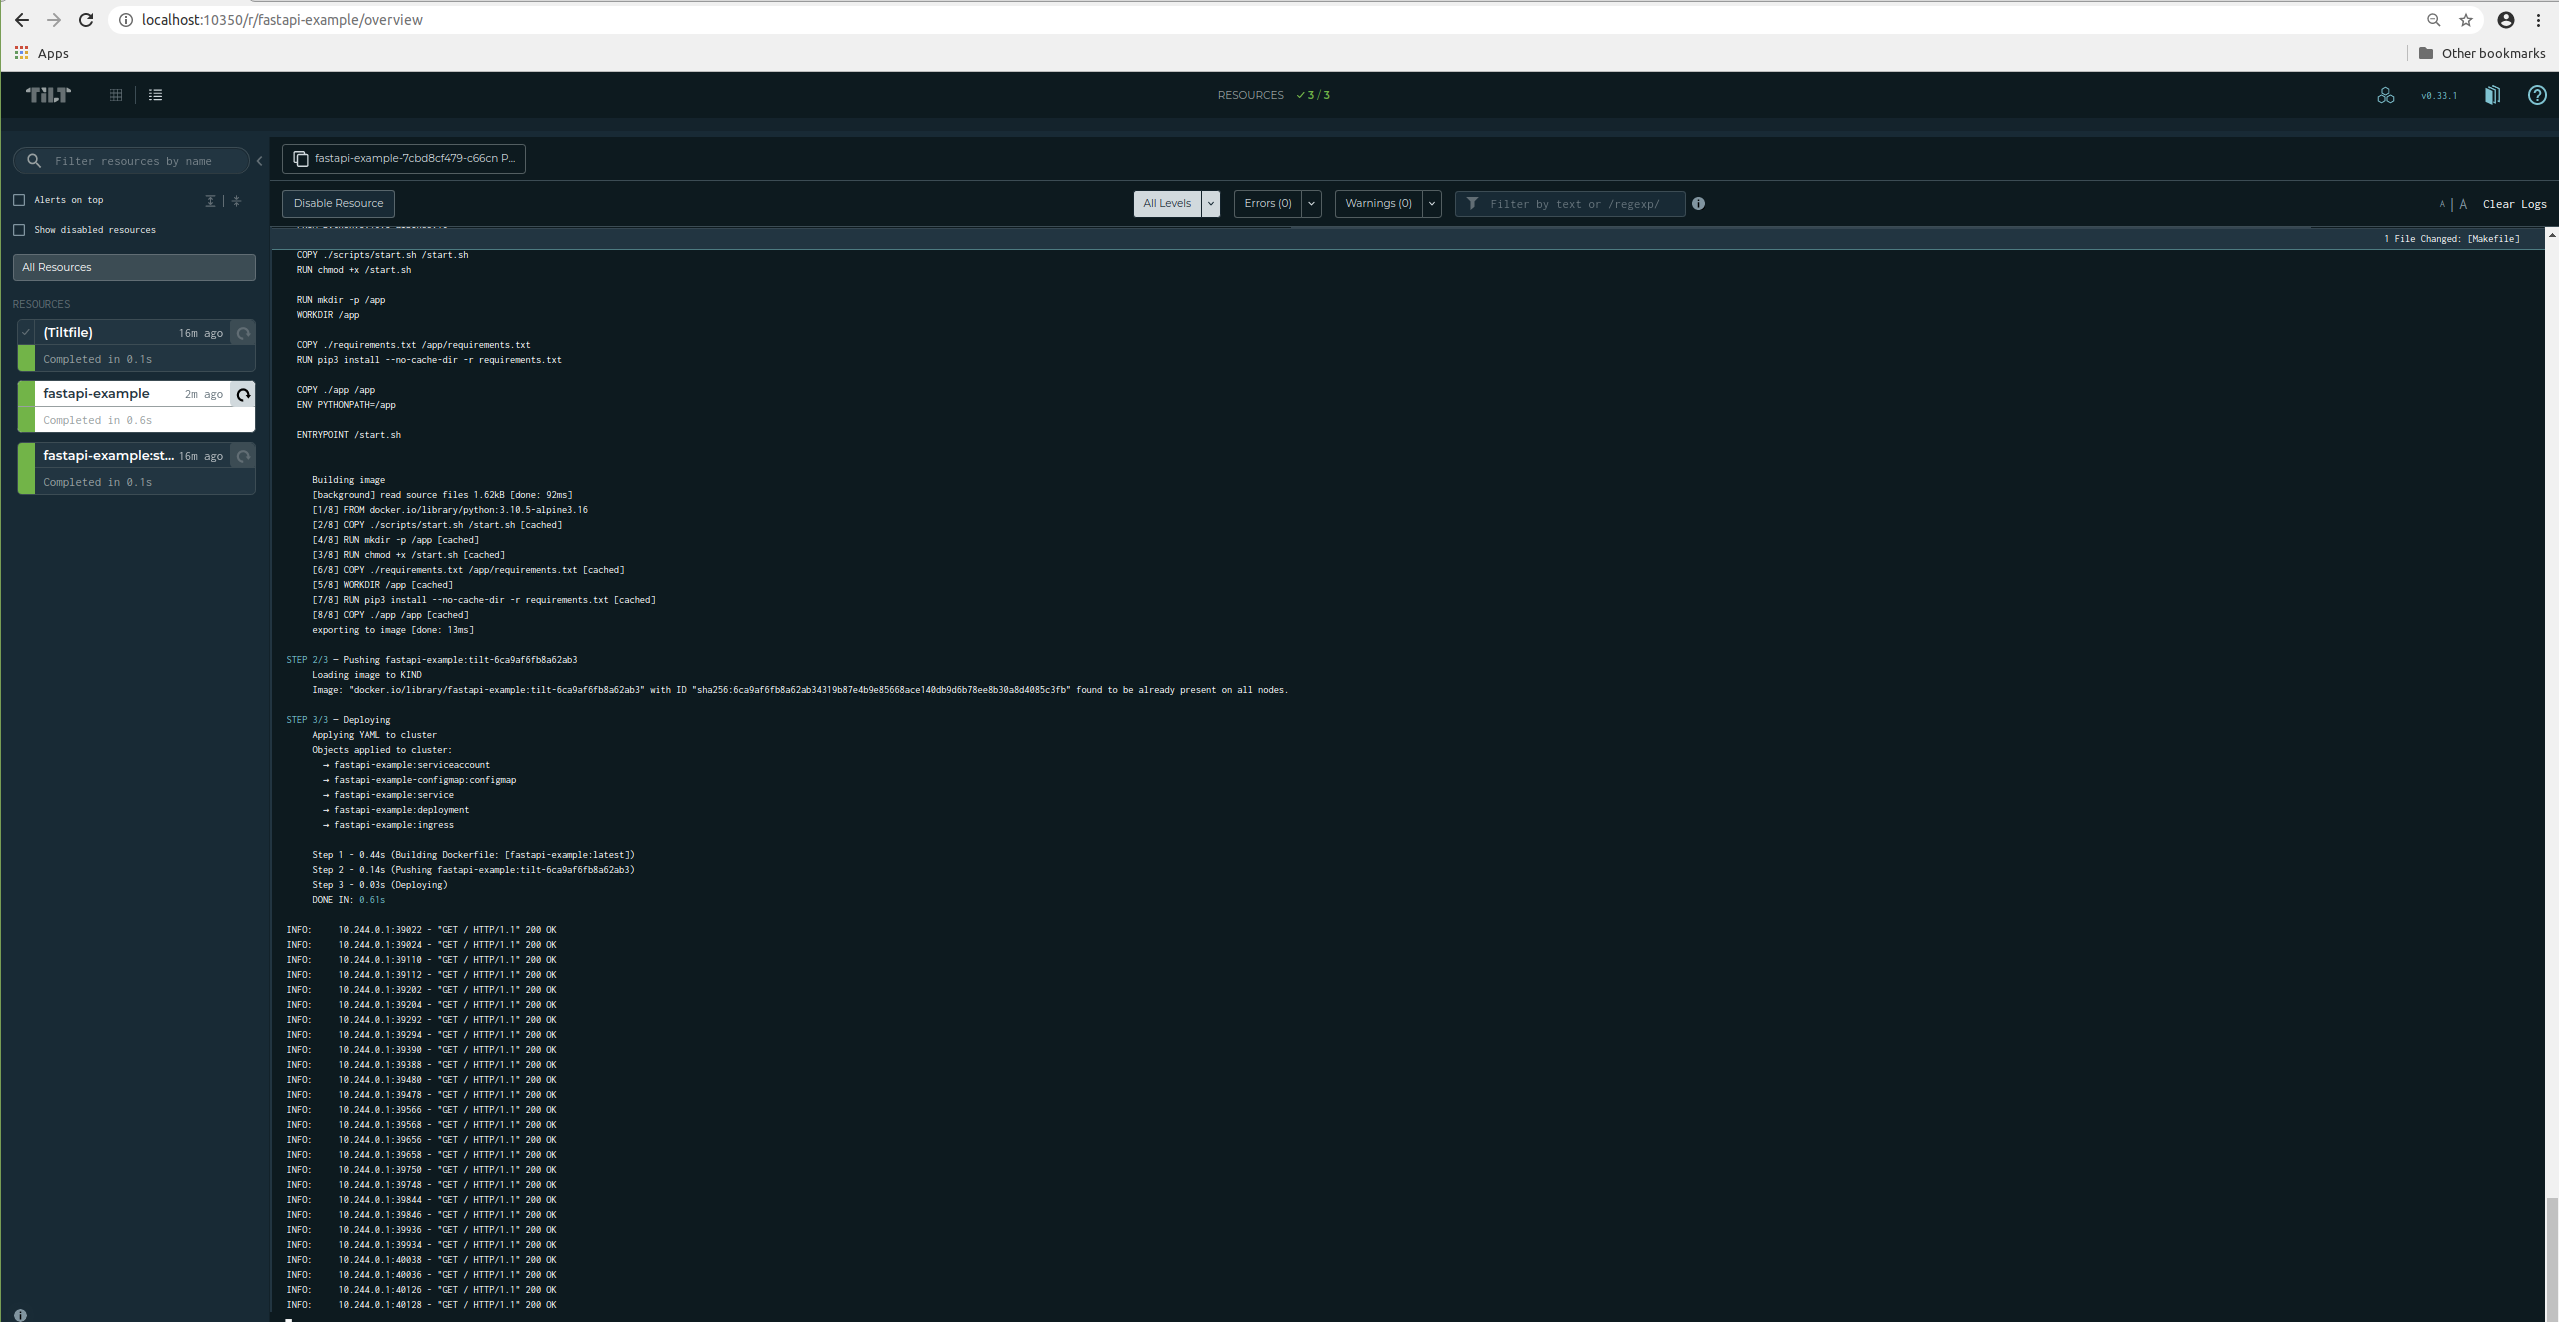 localhost:10350/r/fastapi-example/overview
Apps
Other bookmarks
TILT
RESOURCES ✓ 3/3
v0.33.1
Filter resources by name
fastapi-example-7cbd8cf479-c66cn P...
Alerts on top
Disable Resource
All Levels
Errors (0)
Warnings (0)
Filter by text or /regexp/
A | A
Clear Logs
Show disabled resources
1 File Changed: [Makefile]
All Resources
RESOURCES
(Tiltfile) 16m ago
Completed in 0.1s
fastapi-example 2m ago
Completed in 0.6s
fastapi-example:st... 16m ago
Completed in 0.1s
COPY ./scripts/start.sh /start.sh
RUN chmod +x /start.sh
RUN mkdir -p /app
WORKDIR /app
COPY ./requirements.txt /app/requirements.txt
RUN pip3 install --no-cache-dir -r requirements.txt
COPY ./app /app
ENV PYTHONPATH=/app
ENTRYPOINT /start.sh
Building image
[background] read source files 1.62kB [done: 92ms]
[1/8] FROM docker.io/library/python:3.10.5-alpine3.16
[2/8] COPY ./scripts/start.sh /start.sh [cached]
[4/8] RUN mkdir -p /app [cached]
[3/8] RUN chmod +x /start.sh [cached]
[6/8] COPY ./requirements.txt /app/requirements.txt [cached]
[5/8] WORKDIR /app [cached]
[7/8] RUN pip3 install --no-cache-dir -r requirements.txt [cached]
[8/8] COPY ./app /app [cached]
exporting to image [done: 13ms]
STEP 2/3 — Pushing fastapi-example:tilt-6ca9af6fb8a62ab3
Loading image to KIND
Image: "docker.io/library/fastapi-example:tilt-6ca9af6fb8a62ab3" with ID "sha256:6ca9af6fb8a62ab34319b87e4b9e85668ace140db9d6b78ee8b30a8d4085c3fb" found to be already present on all nodes.
STEP 3/3 — Deploying
Applying YAML to cluster
Objects applied to cluster:
→ fastapi-example:serviceaccount
→ fastapi-example-configmap:configmap
→ fastapi-example:service
→ fastapi-example:deployment
→ fastapi-example:ingress
Step 1 - 0.44s (Building Dockerfile: [fastapi-example:latest])
Step 2 - 0.14s (Pushing fastapi-example:tilt-6ca9af6fb8a62ab3)
Step 3 - 0.03s (Deploying)
DONE IN: 0.61s
INFO: 10.244.0.1:39022 - "GET / HTTP/1.1" 200 OK
INFO: 10.244.0.1:39024 - "GET / HTTP/1.1" 200 OK
INFO: 10.244.0.1:39110 - "GET / HTTP/1.1" 200 OK
INFO: 10.244.0.1:39112 - "GET / HTTP/1.1" 200 OK
INFO: 10.244.0.1:39202 - "GET / HTTP/1.1" 200 OK
INFO: 10.244.0.1:39204 - "GET / HTTP/1.1" 200 OK
INFO: 10.244.0.1:39292 - "GET / HTTP/1.1" 200 OK
INFO: 10.244.0.1:39294 - "GET / HTTP/1.1" 200 OK
INFO: 10.244.0.1:39390 - "GET / HTTP/1.1" 200 OK
INFO: 10.244.0.1:39388 - "GET / HTTP/1.1" 200 OK
INFO: 10.244.0.1:39480 - "GET / HTTP/1.1" 200 OK
INFO: 10.244.0.1:39478 - "GET / HTTP/1.1" 200 OK
INFO: 10.244.0.1:39566 - "GET / HTTP/1.1" 200 OK
INFO: 10.244.0.1:39568 - "GET / HTTP/1.1" 200 OK
INFO: 10.244.0.1:39656 - "GET / HTTP/1.1" 200 OK
INFO: 10.244.0.1:39658 - "GET / HTTP/1.1" 200 OK
INFO: 10.244.0.1:39750 - "GET / HTTP/1.1" 200 OK
INFO: 10.244.0.1:39748 - "GET / HTTP/1.1" 200 OK
INFO: 10.244.0.1:39844 - "GET / HTTP/1.1" 200 OK
INFO: 10.244.0.1:39846 - "GET / HTTP/1.1" 200 OK
INFO: 10.244.0.1:39936 - "GET / HTTP/1.1" 200 OK
INFO: 10.244.0.1:39934 - "GET / HTTP/1.1" 200 OK
INFO: 10.244.0.1:40038 - "GET / HTTP/1.1" 200 OK
INFO: 10.244.0.1:40036 - "GET / HTTP/1.1" 200 OK
INFO: 10.244.0.1:40126 - "GET / HTTP/1.1" 200 OK
INFO: 10.244.0.1:40128 - "GET / HTTP/1.1" 200 OK